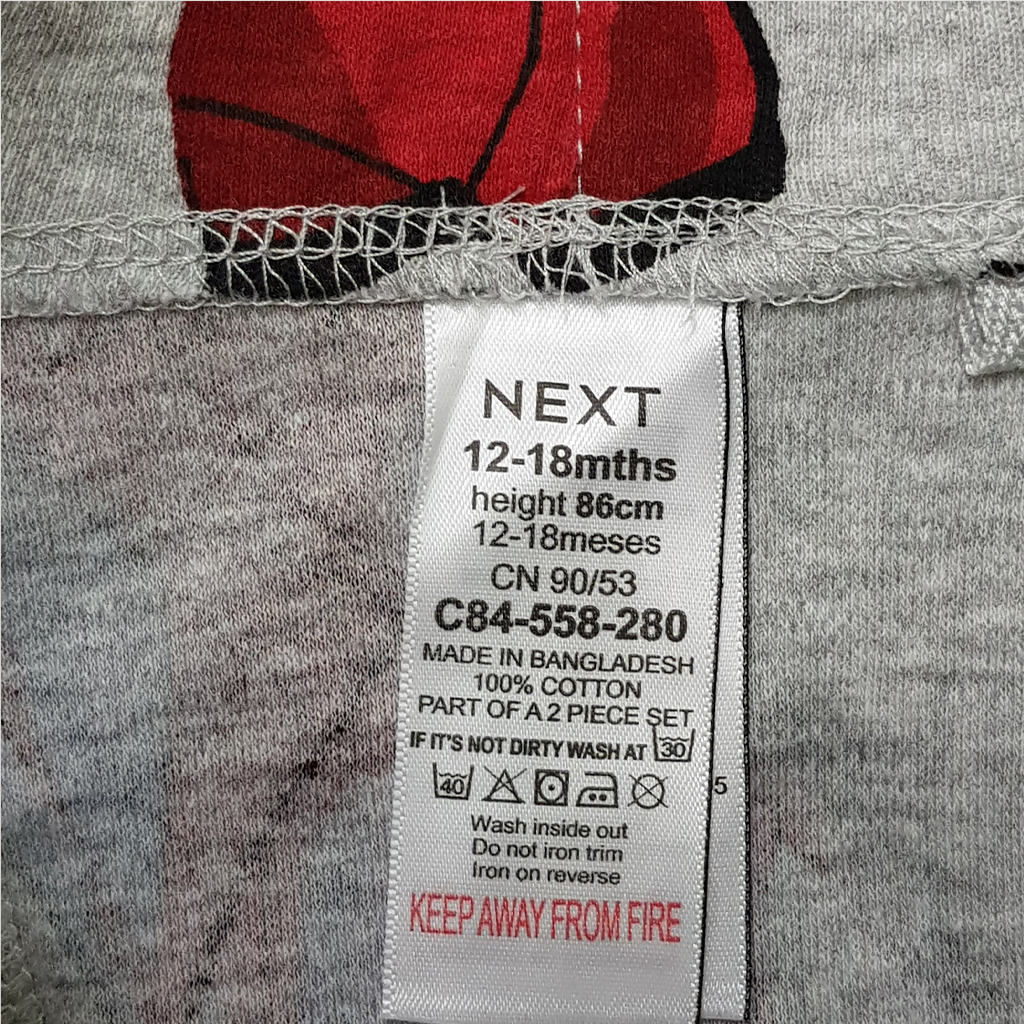 NEXT
12-18mths
height 86cm
12-18meses
CN 90/53
C84-558-280
MADE IN BANGLADESH
100% COTTON
PART OF A 2 PIECE SET
IF IT'S NOT DIRTY WASH AT 30
40
5
Wash inside out
Do not iron trim
Iron on reverse
KEEP AWAY FROM FIRE